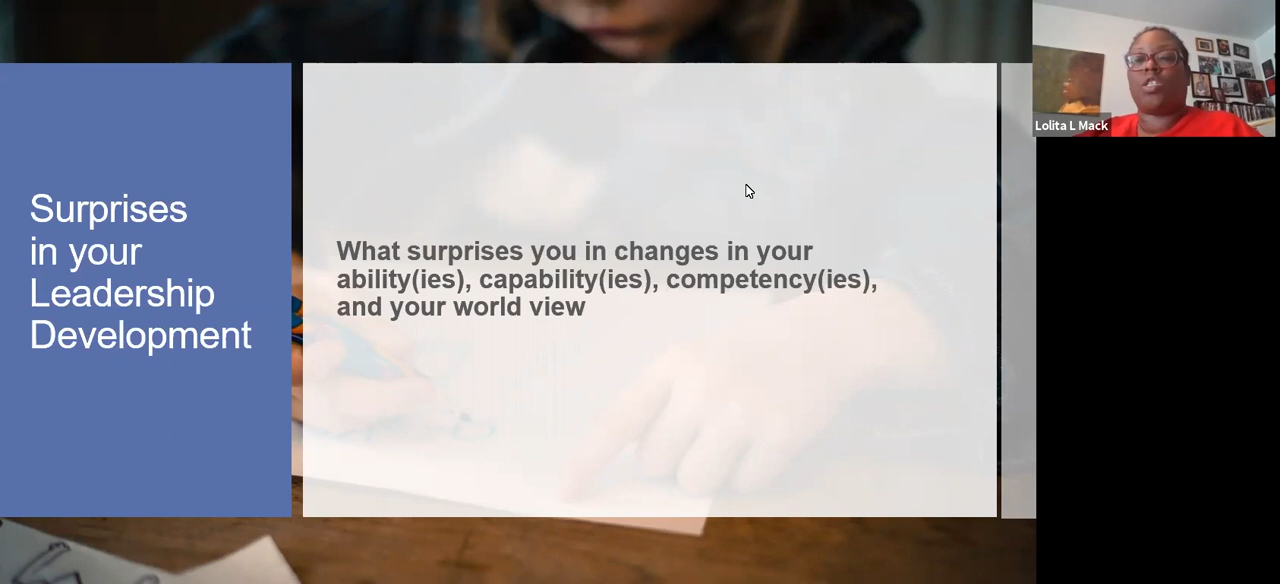 Surprises
in your
Leadership
Development
What surprises you in changes in your
ability(ies), capability(ies), competency(ies),
and your world view
Lolita L Mack